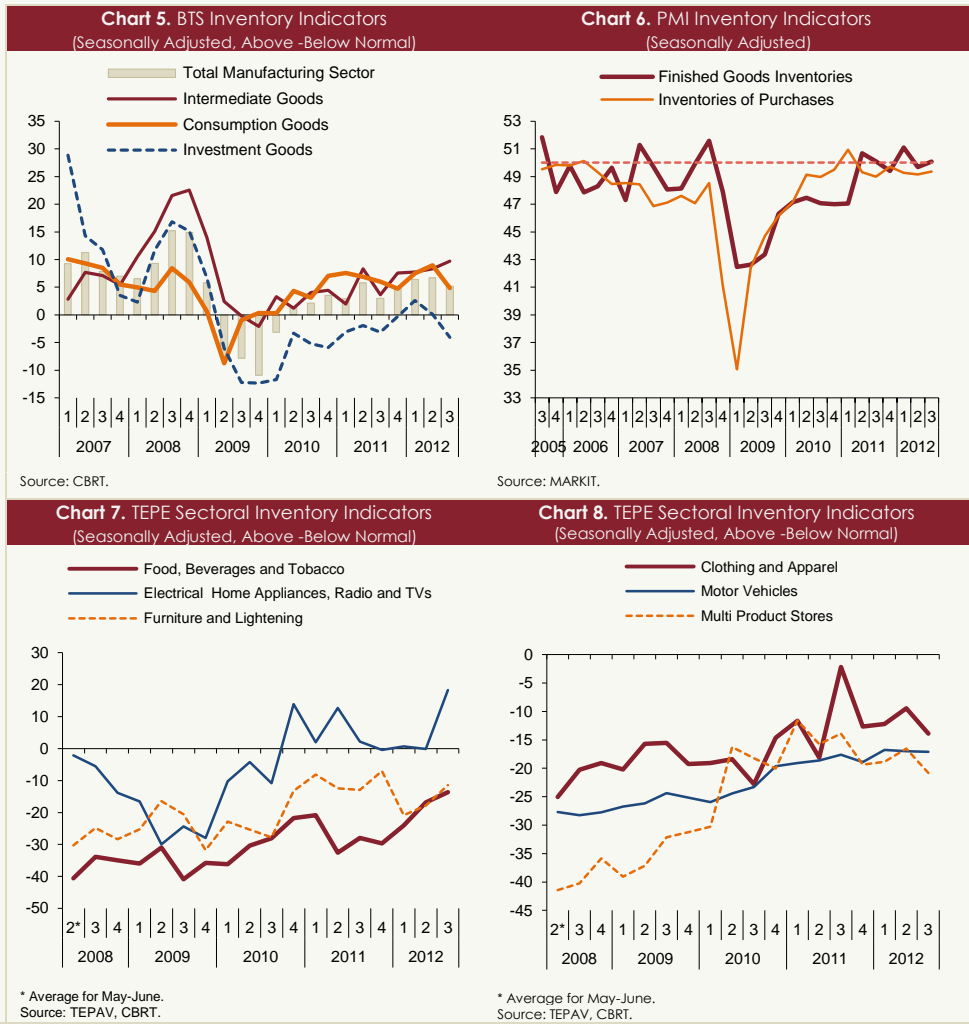 Chart 5. BTS Inventory Indicators
(Seasonally Adjusted, Above -Below Normal)
Total Manufacturing Sector
Intermediate Goods
Consumption Goods
Investment Goods
35
30
25
20
15
10
5
0
-5
-10
-15
1 2 3 4 1 2 3 4 1 2 3 4 1 2 3 4 1 2 3 4 1 2 3
2007 2008 2009 2010 2011 2012
Source: CBRT.
Chart 6. PMI Inventory Indicators
(Seasonally Adjusted)
Finished Goods Inventories
Inventories of Purchases
53
51
49
47
45
43
41
39
37
35
33
3 4 1 2 3 4 1 2 3 4 1 2 3 4 1 2 3 4 1 2 3 4 1 2 3 4 1 2 3
2005 2006 2007 2008 2009 2010 2011 2012
Source: MARKIT.
Chart 7. TEPE Sectoral Inventory Indicators
(Seasonally Adjusted, Above -Below Normal)
Food, Beverages and Tobacco
Electrical Home Appliances, Radio and TVs
Furniture and Lightening
30
20
10
0
-10
-20
-30
-40
-50
2* 3 4 1 2 3 4 1 2 3 4 1 2 3 4 1 2 3
2008 2009 2010 2011 2012
* Average for May-June.
Source: TEPAV, CBRT.
Chart 8. TEPE Sectoral Inventory Indicators
(Seasonally Adjusted, Above -Below Normal)
Clothing and Apparel
Motor Vehicles
Multi Product Stores
0
-5
-10
-15
-20
-25
-30
-35
-40
-45
2* 3 4 1 2 3 4 1 2 3 4 1 2 3 4 1 2 3
2008 2009 2010 2011 2012
* Average for May-June.
Source: TEPAV, CBRT.